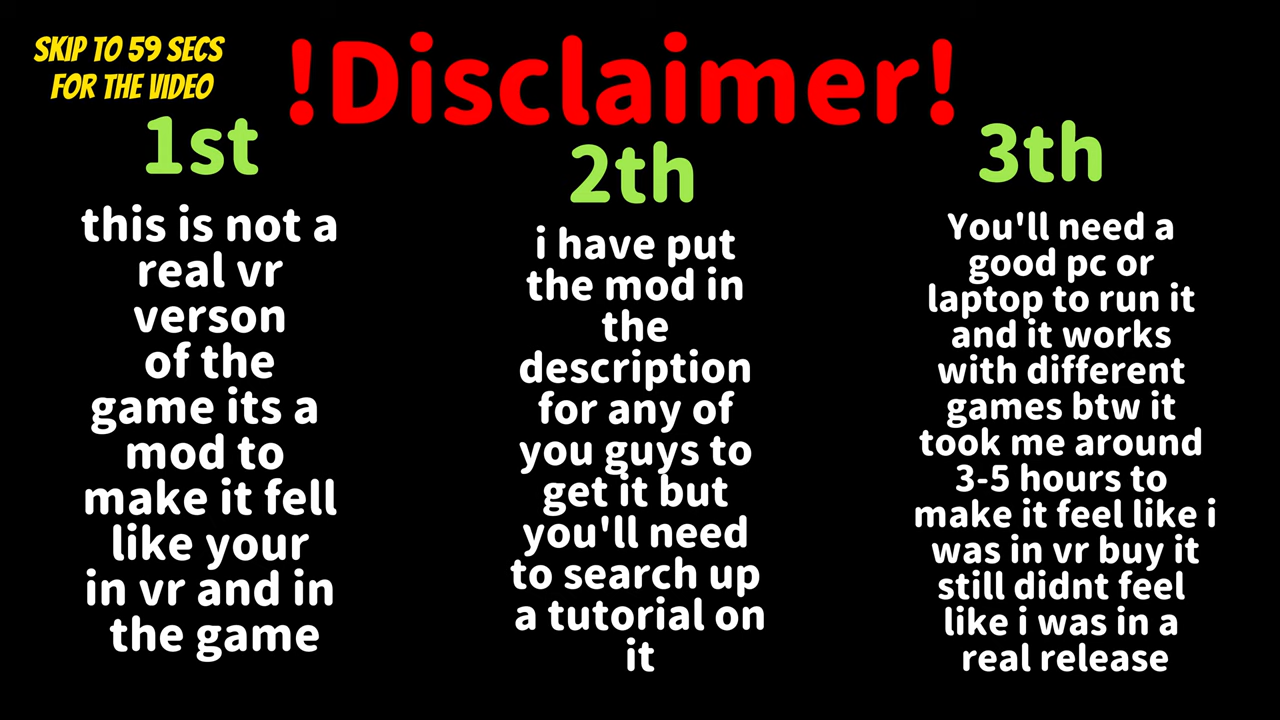 SKIP TO 59 SECS
FOR THE VIDEO
!Disclaimer!
1st
this is not a
real vr
verson
of the
game its a
mod to
make it fell
like your
in vr and in
the game
2th
i have put
the mod in
the
description
for any of
you guys to
get it but
you'll need
to search up
a tutorial on
it
3th
You'll need a
good pc or
laptop to run it
and it works
with different
games btw it
took me around
3-5 hours to
make it feel like i
was in vr buy it
still didnt feel
like i was in a
real release